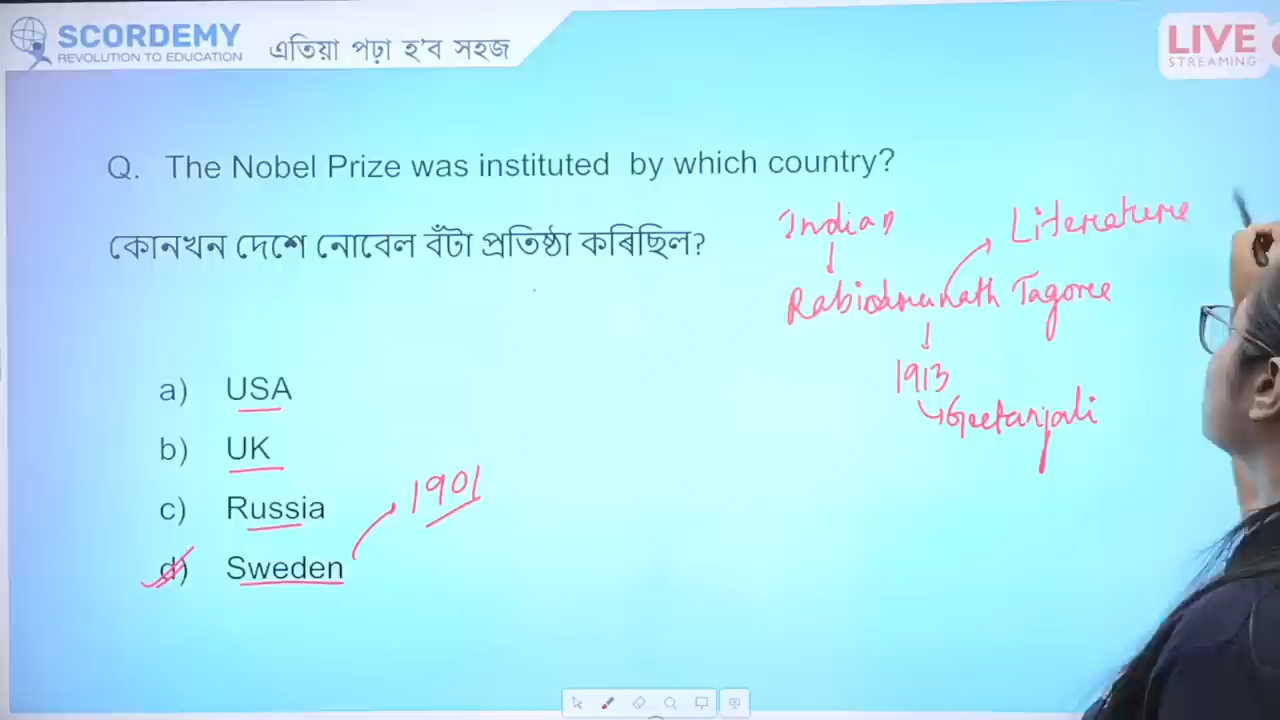 SCORDEMY
REVOLUTION TO EDUCATION
এতিয়া পঢ়া হ'ব সহজ
LIVE
STREAMING
Q. The Nobel Prize was instituted by which country?
কোনখন দেশে নোবেল বঁটা প্ৰতিষ্ঠা কৰিছিল?
Indian
Literature
Rabindranath Tagore
1913
Geetanjali
a) USA
b) UK
c) Russia
1901
d) Sweden